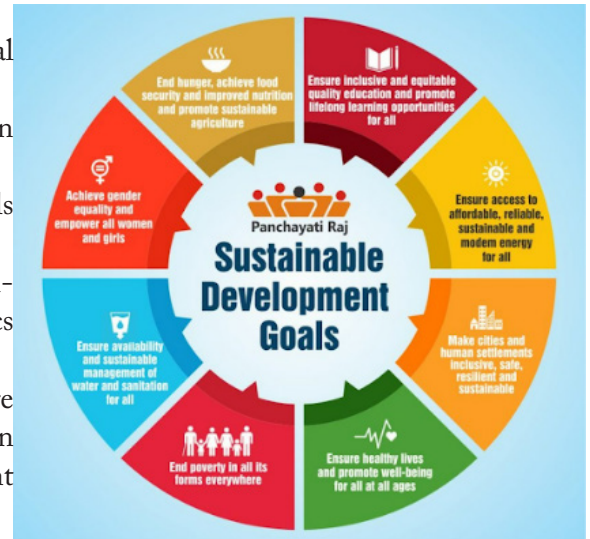 End hunger, achieve food
security and improved nutrition
and promote sustainable
agriculture
Ensure inclusive and equitable
quality education and promote
lifelong learning opportunities
for all
Ensure access to
affordable, reliable,
sustainable and
modem energy
for all
Make cities and
human settlements
inclusive, safe,
resilient and
sustainable
Ensure healthy lives
and promote well-being
for all at all ages
End poverty in all its
forms everywhere
Ensure availability
and sustainable
management of
water and sanitation
for all
Achieve gender
equality and
empower all women
and girls
Panchayati Raj
Sustainable
Development
Goals